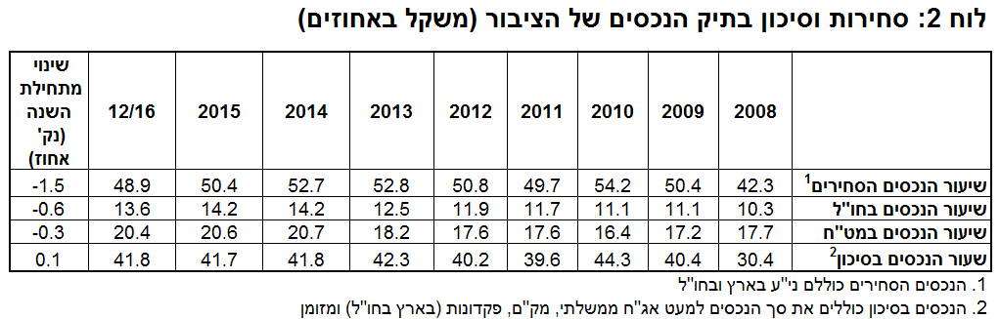 לוח 2: סחירות וסיכון בתיק הנכסים של הציבור (משקל באחוזים)
2008 2009 2010 2011 2012 2013 2014 2015 12/16 שינוי מתחילת השנה (נק' אחוז)
שיעור הנכסים הסחירים1 42.3 50.4 54.2 49.7 50.8 52.8 52.7 50.4 48.9 -1.5
שיעור הנכסים בחו"ל 10.3 11.1 11.1 11.7 11.9 12.5 14.2 14.2 13.6 -0.6
שיעור הנכסים במט"ח 17.7 17.2 16.4 17.6 17.6 18.2 20.7 20.6 20.4 -0.3
שעור הנכסים בסיכון2 30.4 40.4 44.3 39.6 40.2 42.3 41.8 41.7 41.8 0.1
1. הנכסים הסחירים כוללים ני"ע בארץ ובחו"ל
2. הנכסים בסיכון כוללים את סך הנכסים למעט אג"ח ממשלתי, מק"ם, פקדונות (בארץ בחו"ל) ומזומן